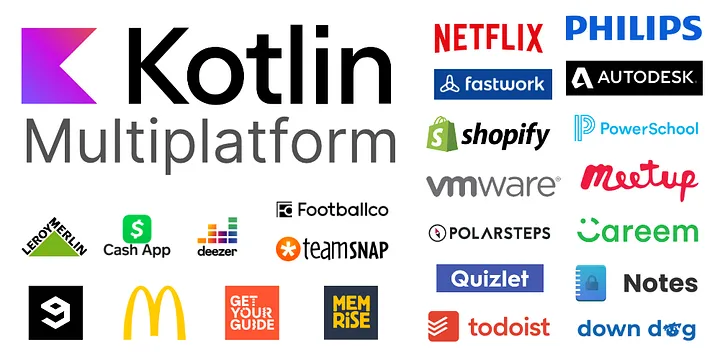 Kotlin
Multiplatform
NETFLIX
PHILIPS
fastwork
AUTODESK
shopify
PowerSchool
vmware®
meetup
LEROY MERLIN
Cash App
deezer
Footballco
teamSNAP
POLARSTEPS
Careem
Quizlet
Notes
9
GET
YOUR
GUIDE
MEM
RiSE
todoist
down dog